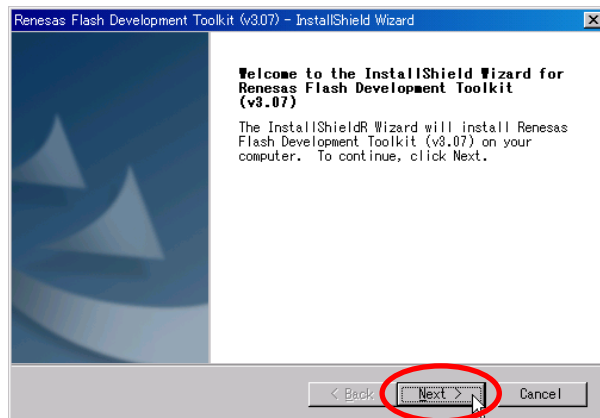 Renesas Flash Development Toolkit (v3.07) - InstallShield Wizard
Welcome to the InstallShield Wizard for
Renesas Flash Development Toolkit
(v3.07)
The InstallShieldR Wizard will install Renesas
Flash Development Toolkit (v3.07) on your
computer. To continue, click Next.
< Back Next > Cancel